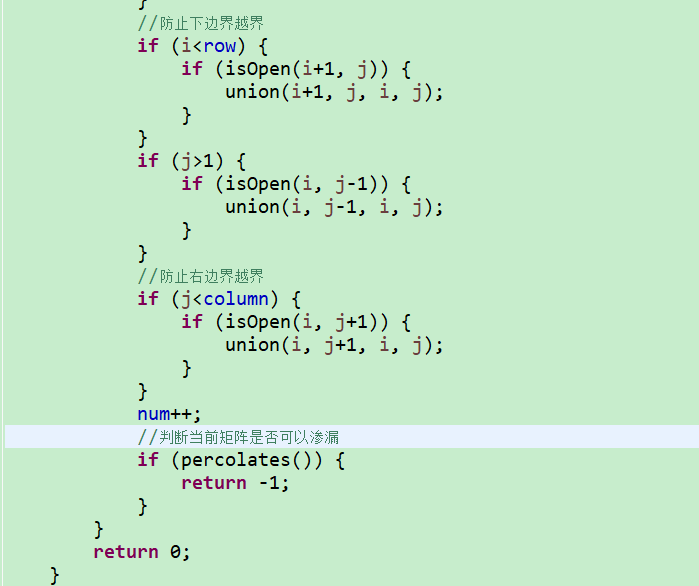 }
//防止下边界越界
if (i<row) {
if (isOpen(i+1, j)) {
union(i+1, j, i, j);
}
}
if (j>1) {
if (isOpen(i, j-1)) {
union(i, j-1, i, j);
}
}
//防止右边界越界
if (j<column) {
if (isOpen(i, j+1)) {
union(i, j+1, i, j);
}
}
num++;
//判断当前矩阵是否可以渗漏
if (percolates()) {
return -1;
}
}
return 0;
}